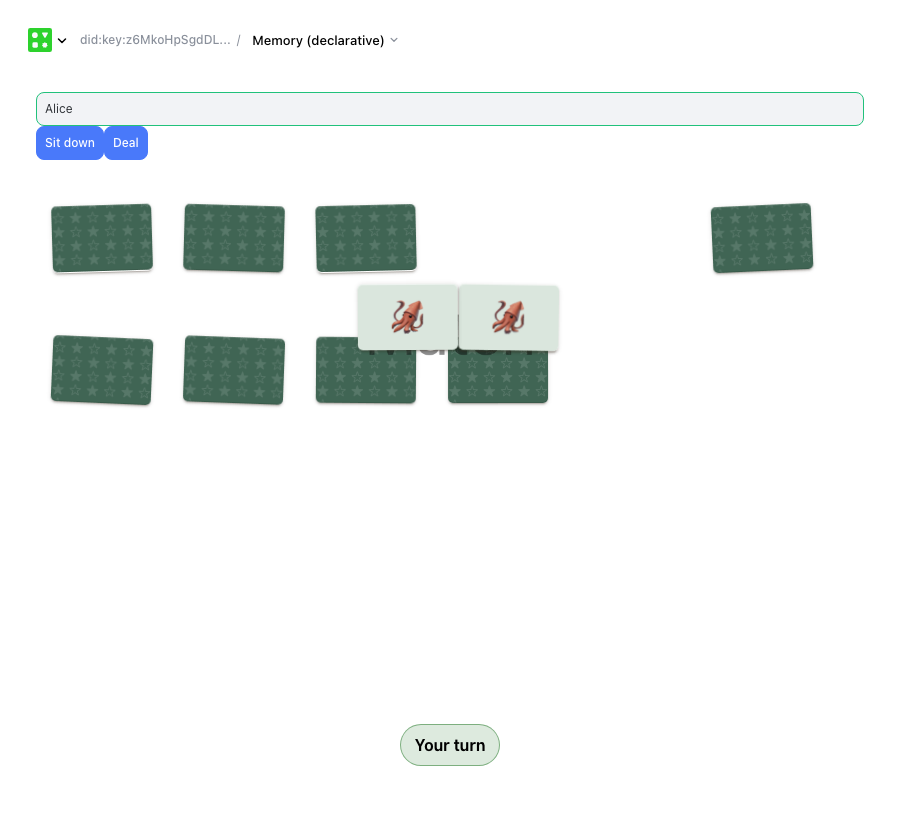 did:key:z6MkoHpSgdDL... / Memory (declarative)
Alice
Sit down Deal
Your turn